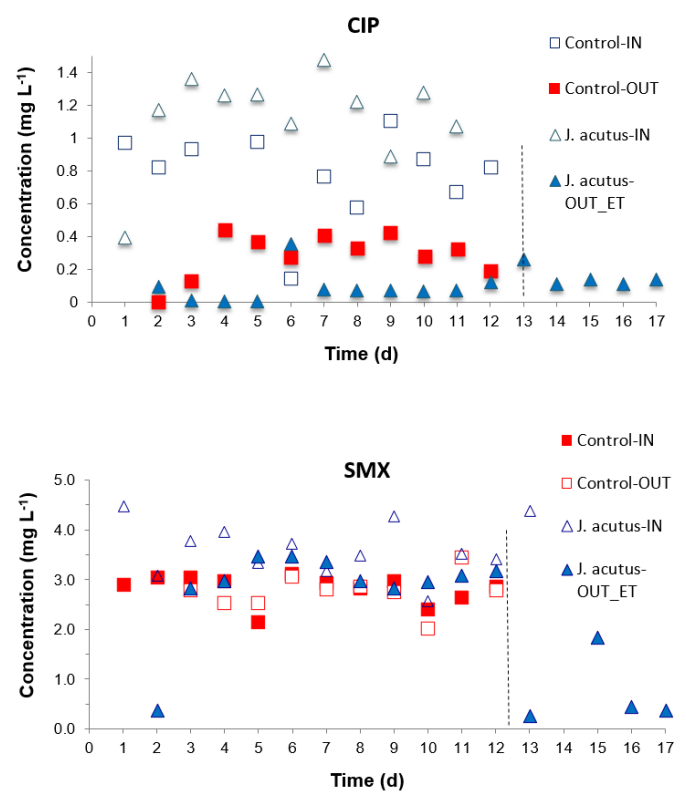 CIP
Concentration (mg L-1)
1.4
1.2
1
0.8
0.6
0.4
0.2
0
0 1 2 3 4 5 6 7 8 9 10 11 12 13 14 15 16 17
Time (d)
Control-IN
Control-OUT
J. acutus-IN
J. acutus-
OUT_ET
SMX
Concentration (mg L-1)
5.0
4.0
3.0
2.0
1.0
0.0
0 1 2 3 4 5 6 7 8 9 10 11 12 13 14 15 16 17
Time (d)
Control-IN
Control-OUT
J. acutus-IN
J. acutus-
OUT_ET